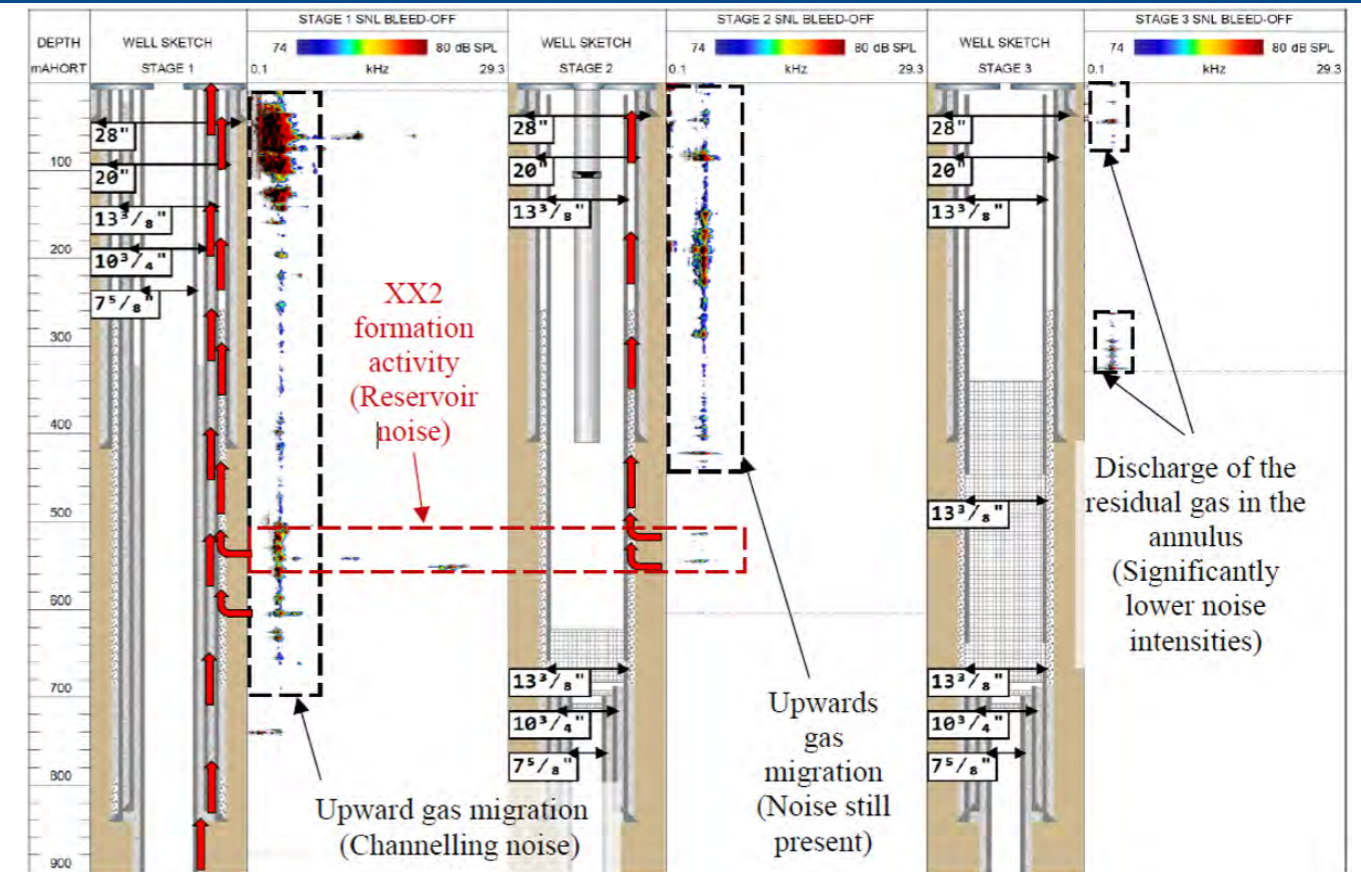 STAGE 1 SNL BLEED-OFF
STAGE 2 SNL BLEED-OFF
STAGE 3 SNL BLEED-OFF
DEPTH
WELL SKETCH
74
80 dB SPL
WELL SKETCH
74
80 dB SPL
WELL SKETCH
74
80 dB SPL
mAHORT
STAGE 1
0.1
kHz
29.3
STAGE 2
0.1
kHz
29.3
STAGE 3
0.1
kHz
29.3
100
200
300
400
500
600
700
800
900
28"
20"
13³/₈"
10³/₄"
7⁵/₈"
XX2
formation
activity
(Reservoir
noise)
Upward gas migration
(Channelling noise)
28"
20"
13³/₈"
13³/₈"
10³/₄"
7⁵/₈"
Upwards
gas
migration
(Noise still
present)
28"
20"
13³/₈"
13³/₈"
13³/₈"
10³/₄"
7⁵/₈"
Discharge of the
residual gas in the
annulus
(Significantly
lower noise
intensities)